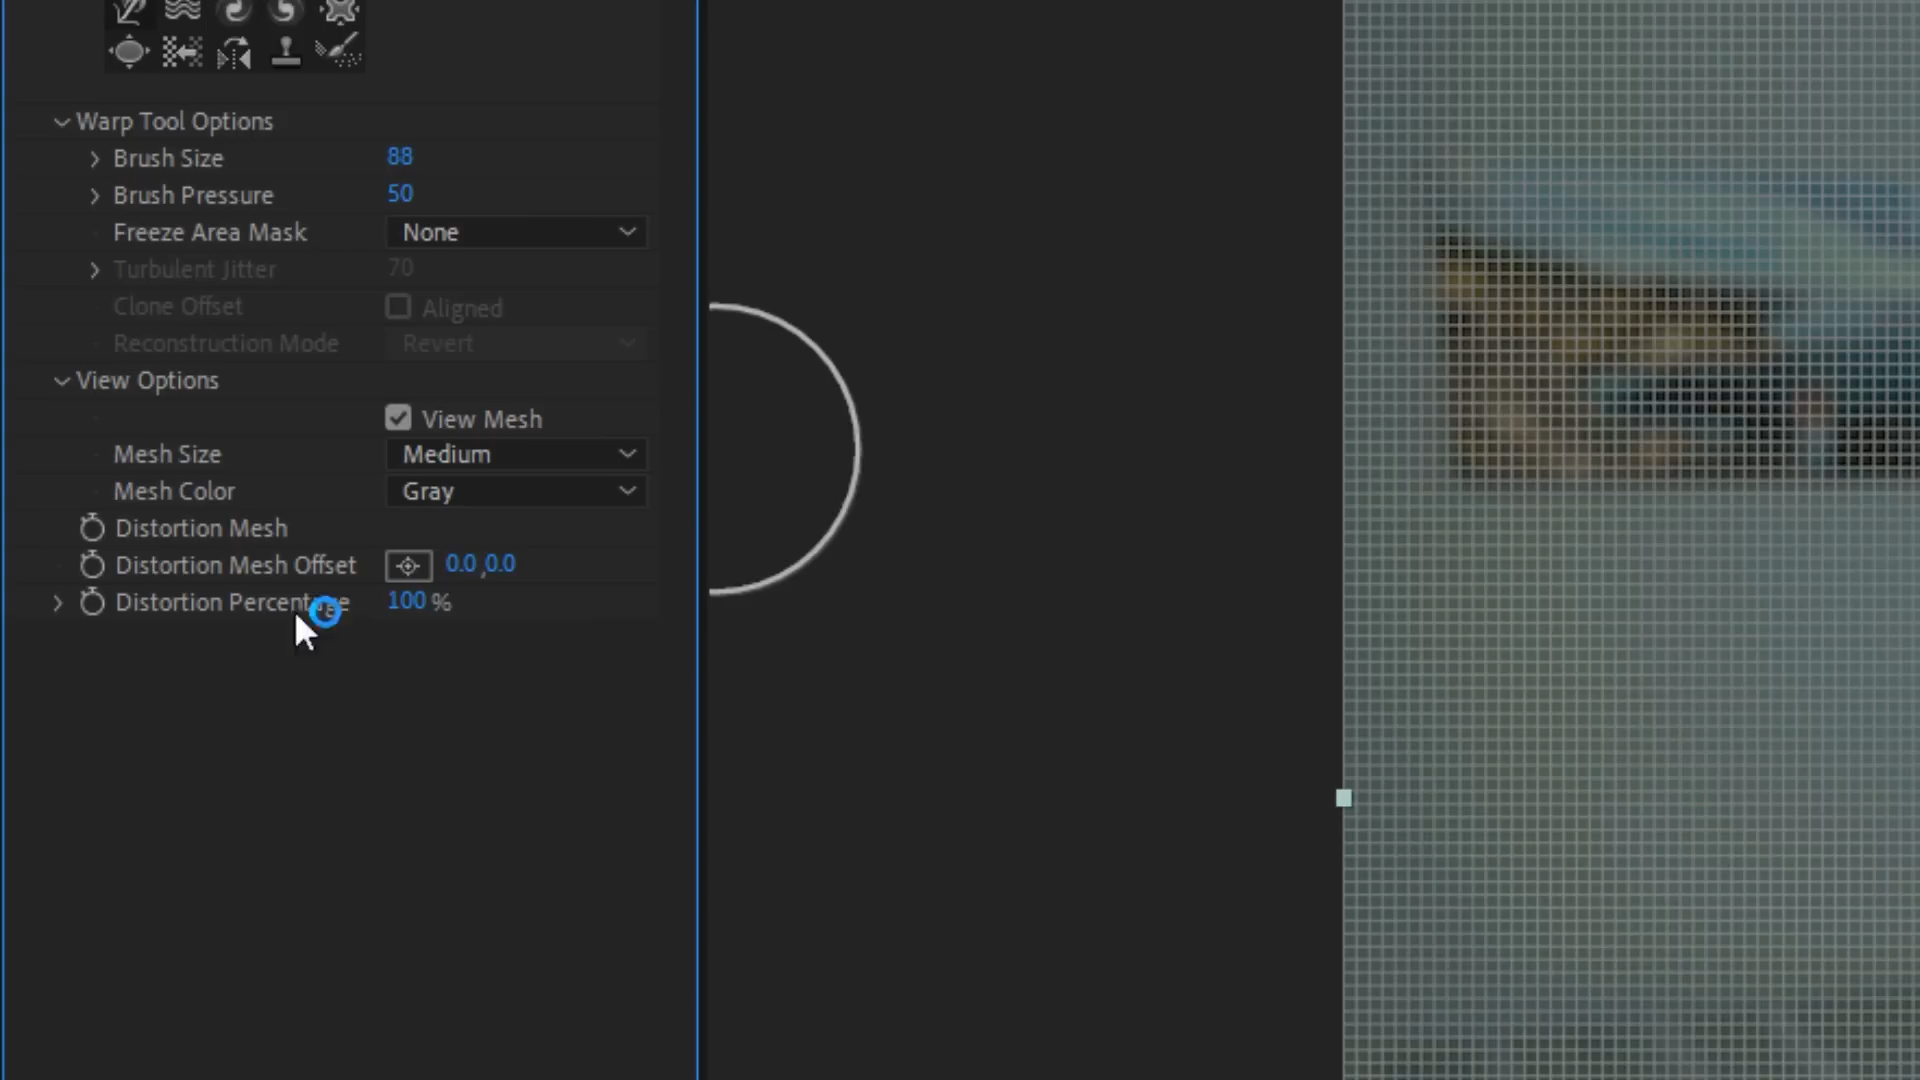 Warp Tool Options
Brush Size 88
Brush Pressure 50
Freeze Area Mask None
Turbulent Jitter 70
Clone Offset Aligned
Reconstruction Mode Revert
View Options
View Mesh
Mesh Size Medium
Mesh Color Gray
Distortion Mesh
Distortion Mesh Offset 0.0,0.0
Distortion Percentage 100 %